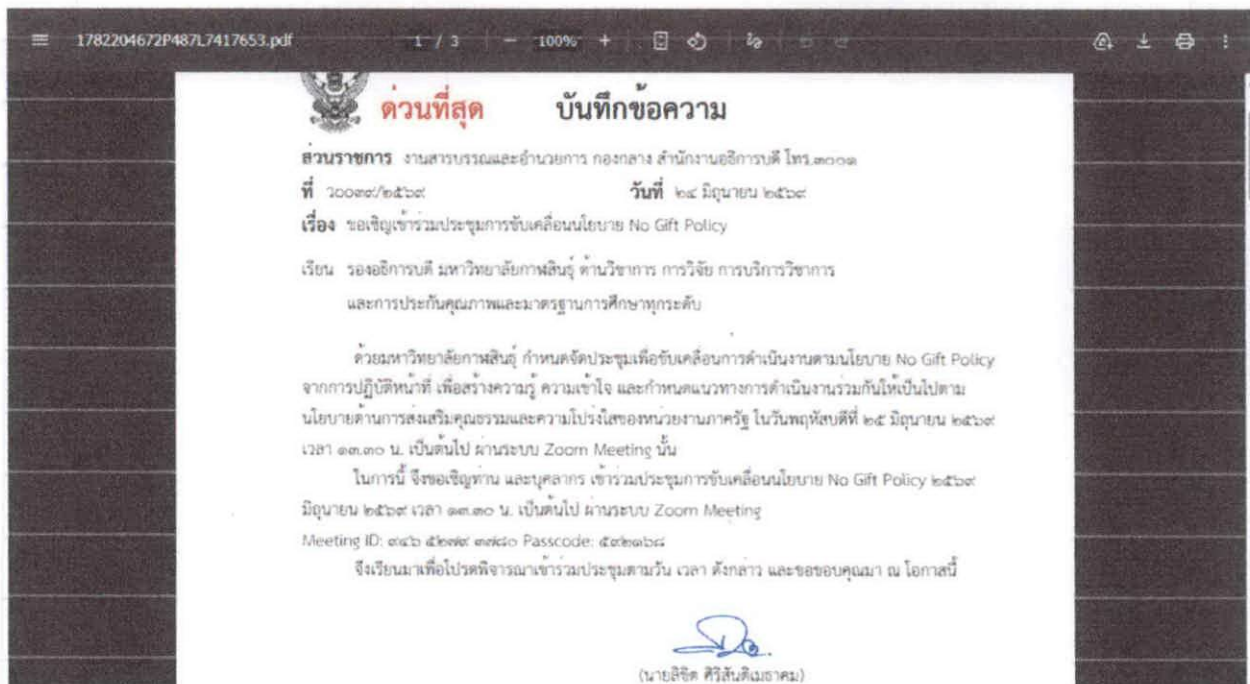 1782204672P487L7417653.pdf 1 / 3 100%
ด่วนที่สุด บันทึกข้อความ
ส่วนราชการ งานสารบรรณและอำนวยการ กองกลาง สำนักงานอธิการบดี โทร.๓๐๐๑
ที่ ว๐๐๓๙/๒๕๖๙ วันที่ ๒๔ มิถุนายน ๒๕๖๙
เรื่อง ขอเชิญเข้าร่วมประชุมการขับเคลื่อนนโยบาย No Gift Policy
เรียน รองอธิการบดี มหาวิทยาลัยกาฬสินธุ์ ด้านวิชาการ การวิจัย การบริการวิชาการ
และการประกันคุณภาพและมาตรฐานการศึกษาทุกระดับ
ด้วยมหาวิทยาลัยกาฬสินธุ์ กำหนดจัดประชุมเพื่อขับเคลื่อนการดำเนินงานตามนโยบาย No Gift Policy
จากการปฏิบัติหน้าที่ เพื่อสร้างความรู้ ความเข้าใจ และกำหนดแนวทางการดำเนินงานร่วมกันให้เป็นไปตาม
นโยบายด้านการส่งเสริมคุณธรรมและความโปร่งใสของหน่วยงานภาครัฐ ในวันพฤหัสบดีที่ ๒๕ มิถุนายน ๒๕๖๙
เวลา ๑๓.๓๐ น. เป็นต้นไป ผ่านระบบ Zoom Meeting นั้น
ในการนี้ จึงขอเชิญท่าน และบุคลากร เข้าร่วมประชุมการขับเคลื่อนนโยบาย No Gift Policy ๒๕๖๙
มิถุนายน ๒๕๖๙ เวลา ๑๓.๓๐ น. เป็นต้นไป ผ่านระบบ Zoom Meeting
Meeting ID: Passcode:
จึงเรียนมาเพื่อโปรดพิจารณาเข้าร่วมประชุมตามวัน เวลา ดังกล่าว และขอขอบคุณมา ณ โอกาสนี้
(นายลิขิต ศิริสันติเมธาคม)